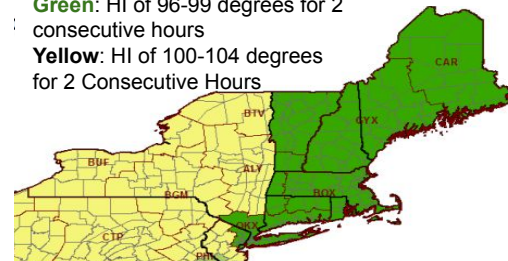 Green: HI of 96-99 degrees for 2
consecutive hours
Yellow: HI of 100-104 degrees
for 2 Consecutive Hours
CAR
GYX
BTV
BUF
ALY
BGM
BOX
OKX
CTP
PHI